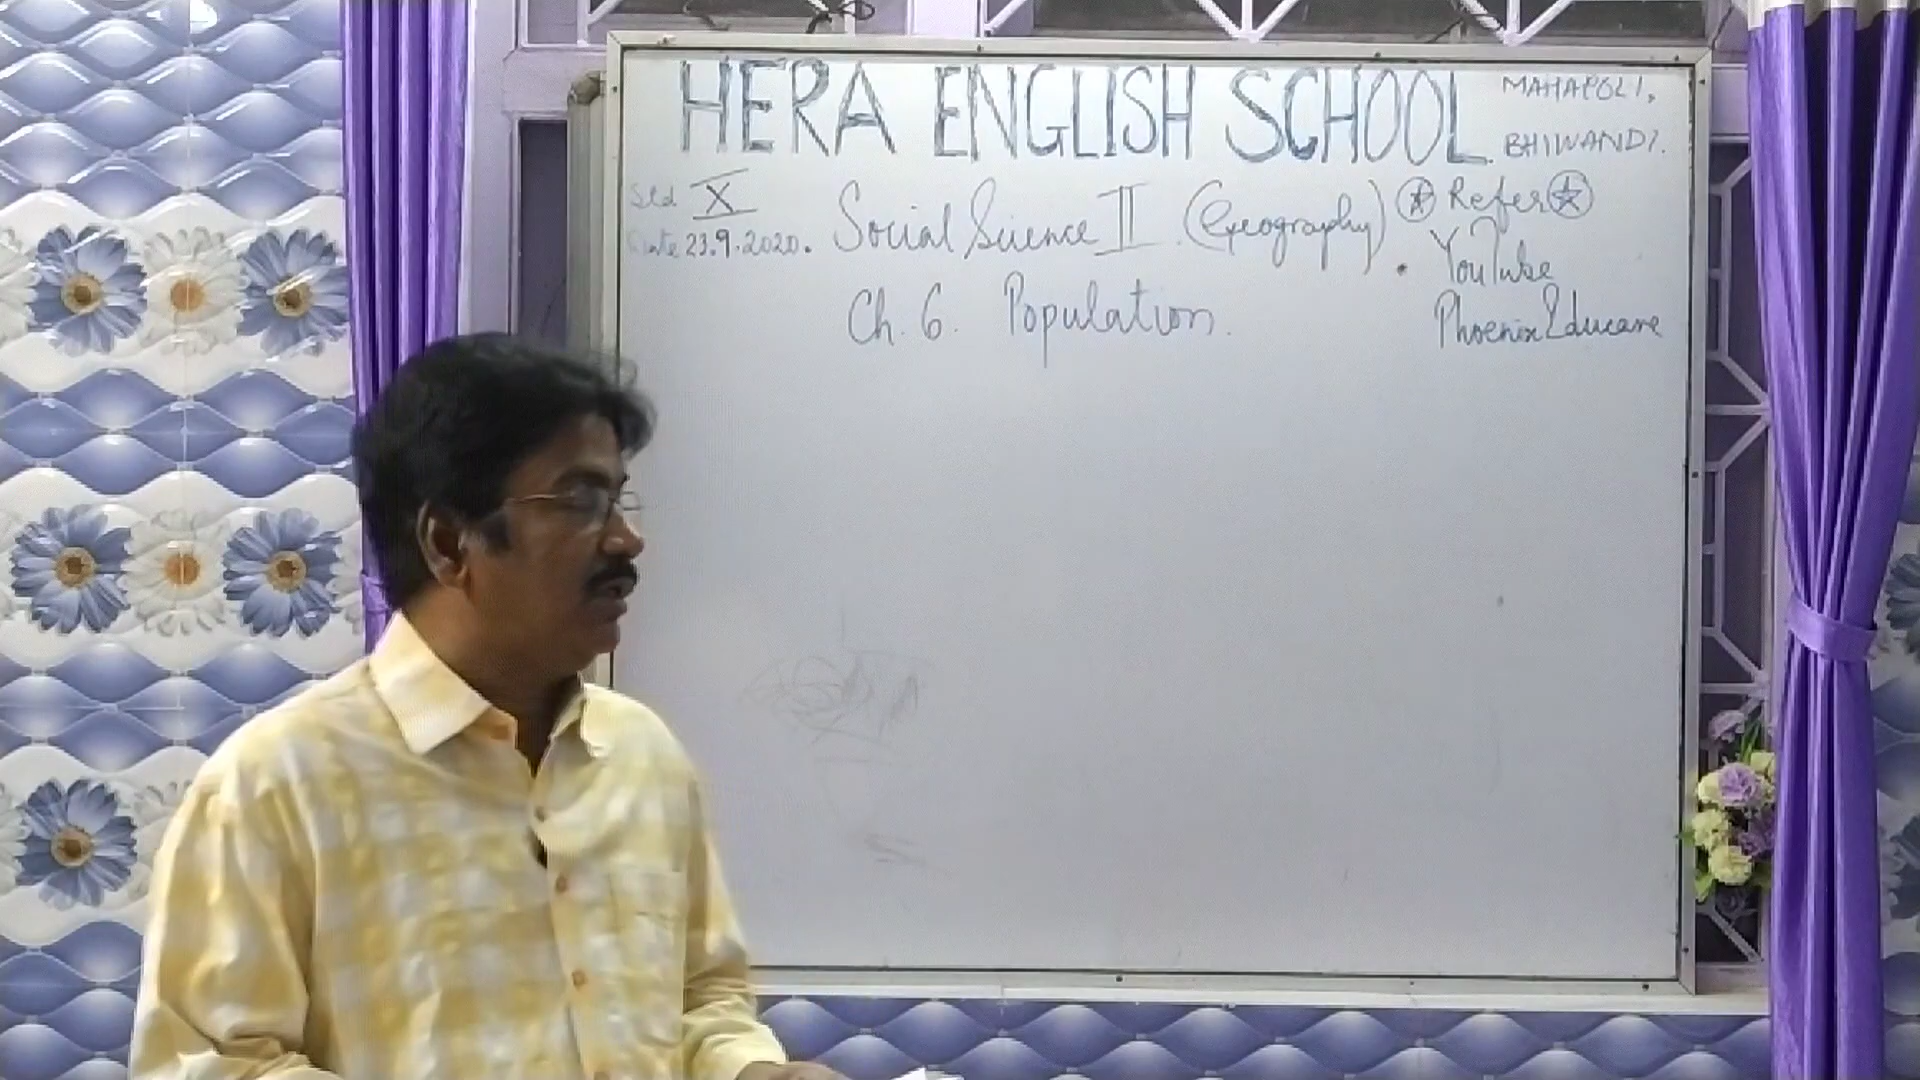 HERA ENGLISH SCHOOL
MAHAPOLI,
BHIWANDI.
Std X
Date 23.9.2020.
Social Science II (Geography)
Ch. 6. Population.
Refer
YouTube
Phoenix Educare